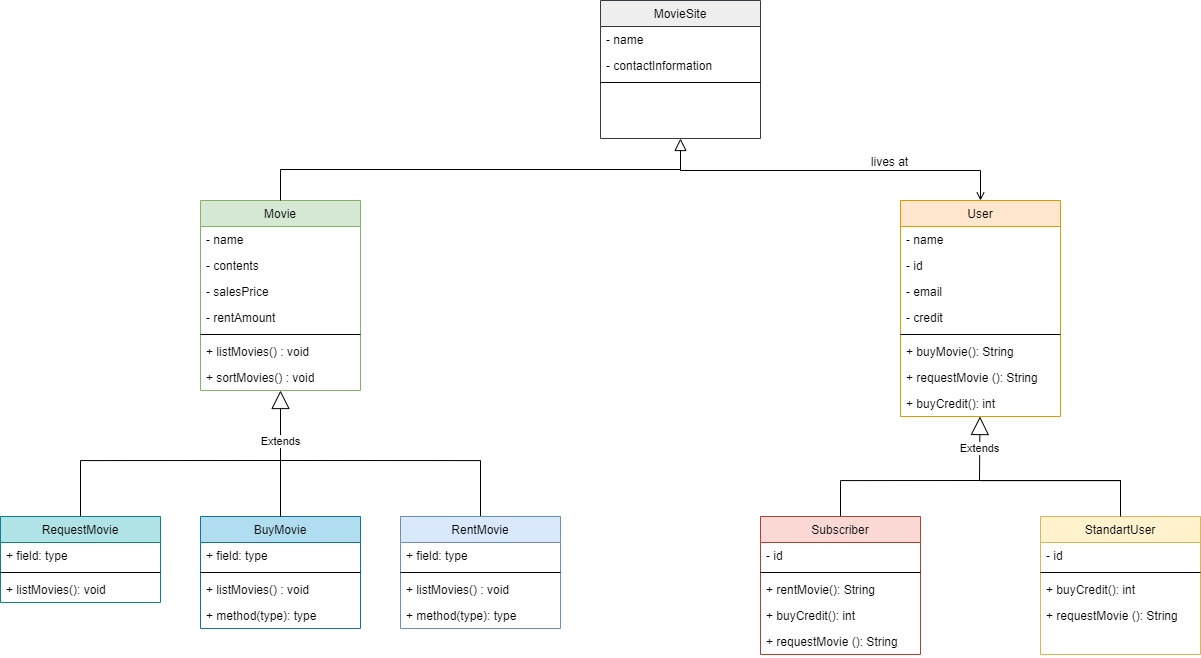 MovieSite
- name
- contactInformation
lives at
Movie
- name
- contents
- salesPrice
- rentAmount
+ listMovies() : void
+ sortMovies() : void
User
- name
- id
- email
- credit
+ buyMovie(): String
+ requestMovie (): String
+ buyCredit(): int
Extends
Extends
RequestMovie
+ field: type
+ listMovies(): void
BuyMovie
+ field: type
+ listMovies() : void
+ method(type): type
RentMovie
+ field: type
+ listMovies() : void
+ method(type): type
Subscriber
- id
+ rentMovie(): String
+ buyCredit(): int
+ requestMovie (): String
StandartUser
- id
+ buyCredit(): int
+ requestMovie (): String